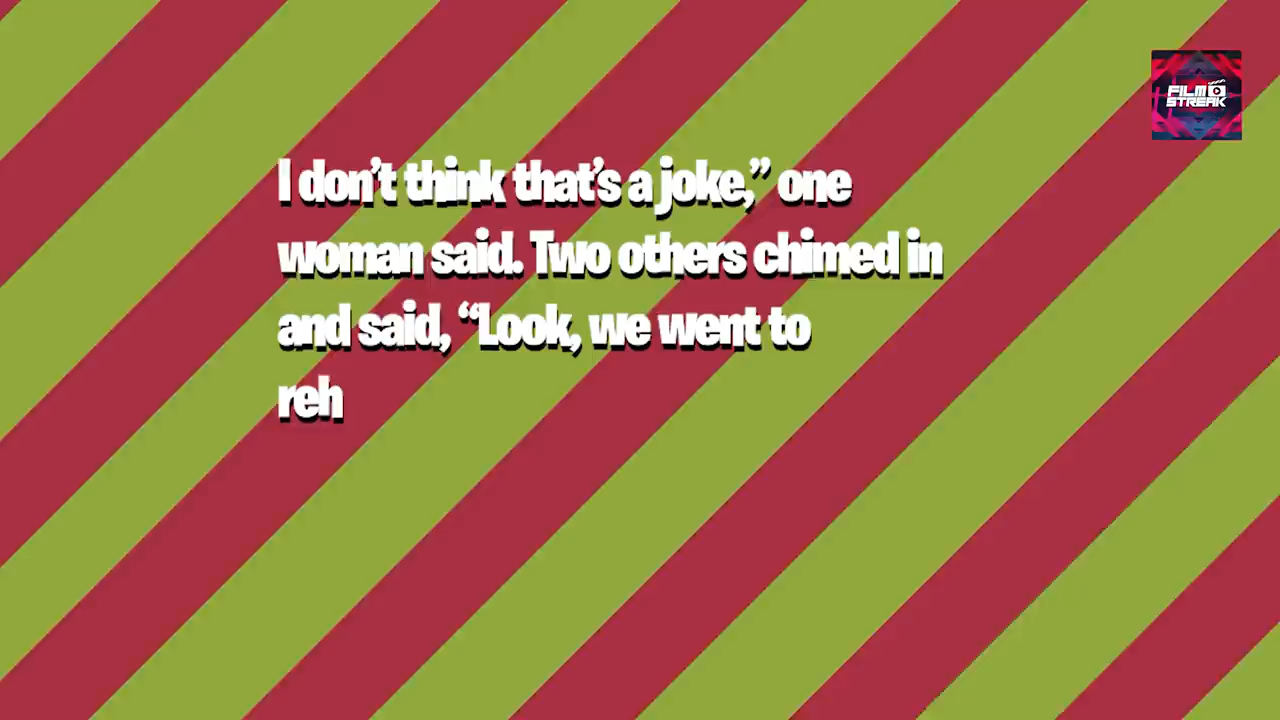 I don’t think that’s a joke,” one
woman said. Two others chimed in
and said, “Look, we went to
reh
FILM
STREAK